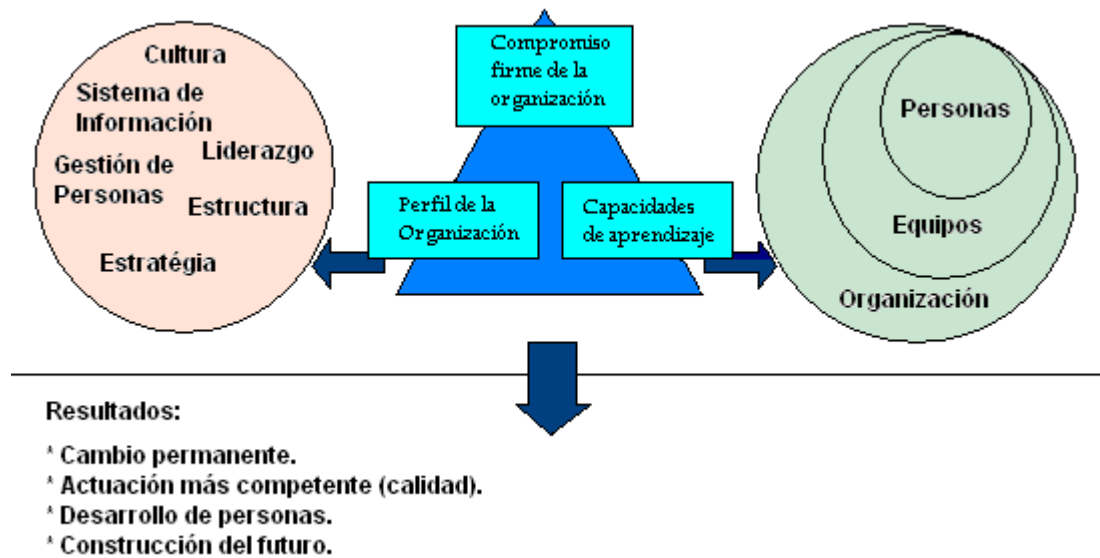 Cultura
Sistema de
Información
Liderazgo
Gestión de
Personas
Estructura
Estratégia
Compromiso
firme de la
organización
Perfil de la
Organización
Capacidades
de aprendizaje
Personas
Equipos
Organización
Resultados:
* Cambio permanente.
* Actuación más competente (calidad).
* Desarrollo de personas.
* Construcción del futuro.